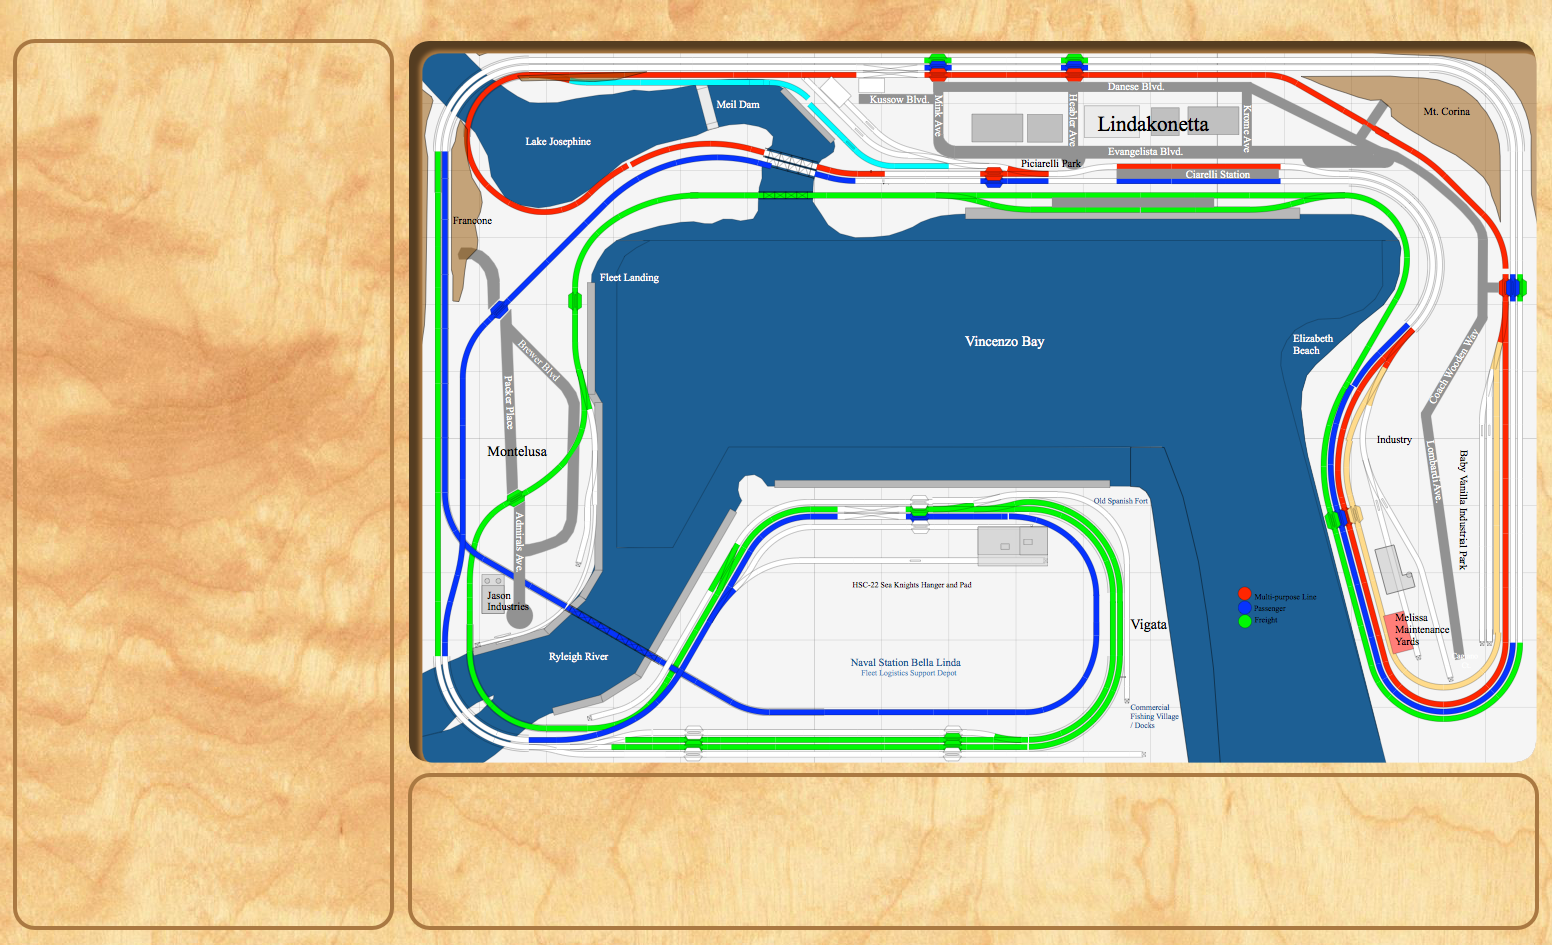 Danese Blvd.
Kussow Blvd.
Meil Dam
Mt. Corina
Mink Ave
Heabler Ave
Krome Ave
Lindakonetta
Lake Josephine
Evangelista Blvd.
Piciarelli Park
Ciarelli Station
Francone
Fleet Landing
Vincenzo Bay
Elizabeth
Beach
Brewer Blvd
Packer Place
Coach Wooden Way
Industry
Montelusa
Lombardi Ave.
Baby Vanilla Industrial Park
Old Spanish Fort
Admirals Ave.
HSC-22 Sea Knights Hanger and Pad
Jason
Industries
Multi-purpose Line
Passenger
Freight
Vigata
Melissa
Maintenance
Yards
Ryleigh River
Naval Station Bella Linda
Fleet Logistics Support Depot
Commercial
Fishing Village
/ Docks